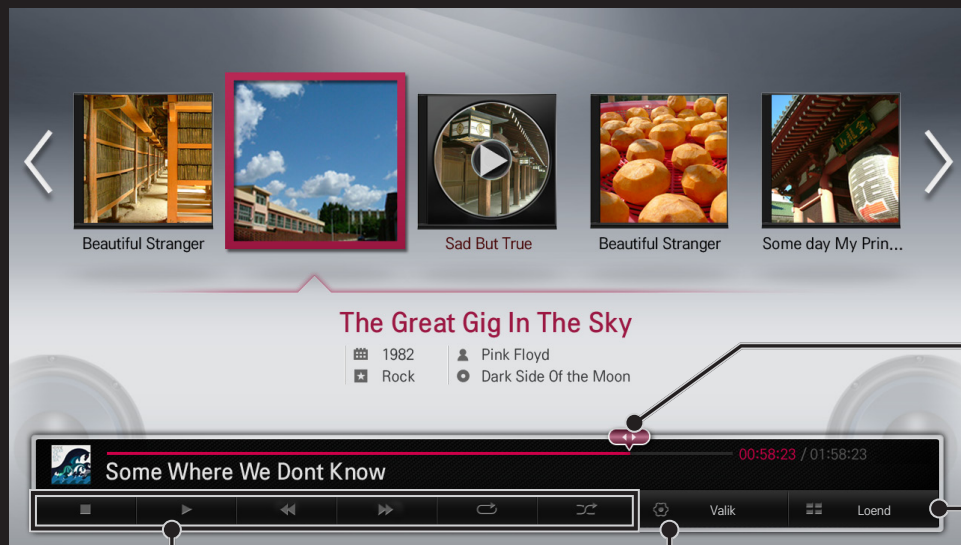 Beautiful Stranger
Sad But True
Beautiful Stranger
Some day My Prin...
The Great Gig In The Sky
1982
Pink Floyd
Rock
Dark Side Of the Moon
00:58:23 / 01:58:23
Some Where We Dont Know
Valik
Loend